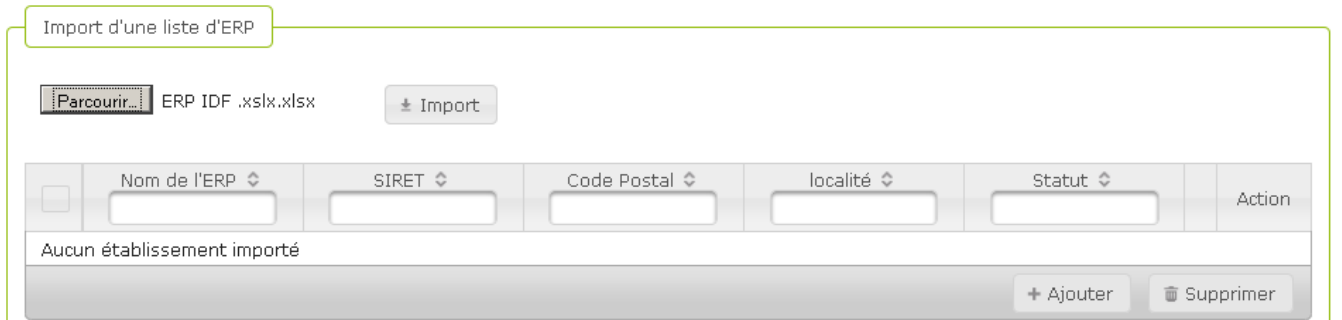 Import d'une liste d'ERP
Parcourir... ERP IDF .xslx.xlsx Import
Nom de l'ERP SIRET Code Postal localité Statut Action
Aucun établissement importé
+ Ajouter Supprimer